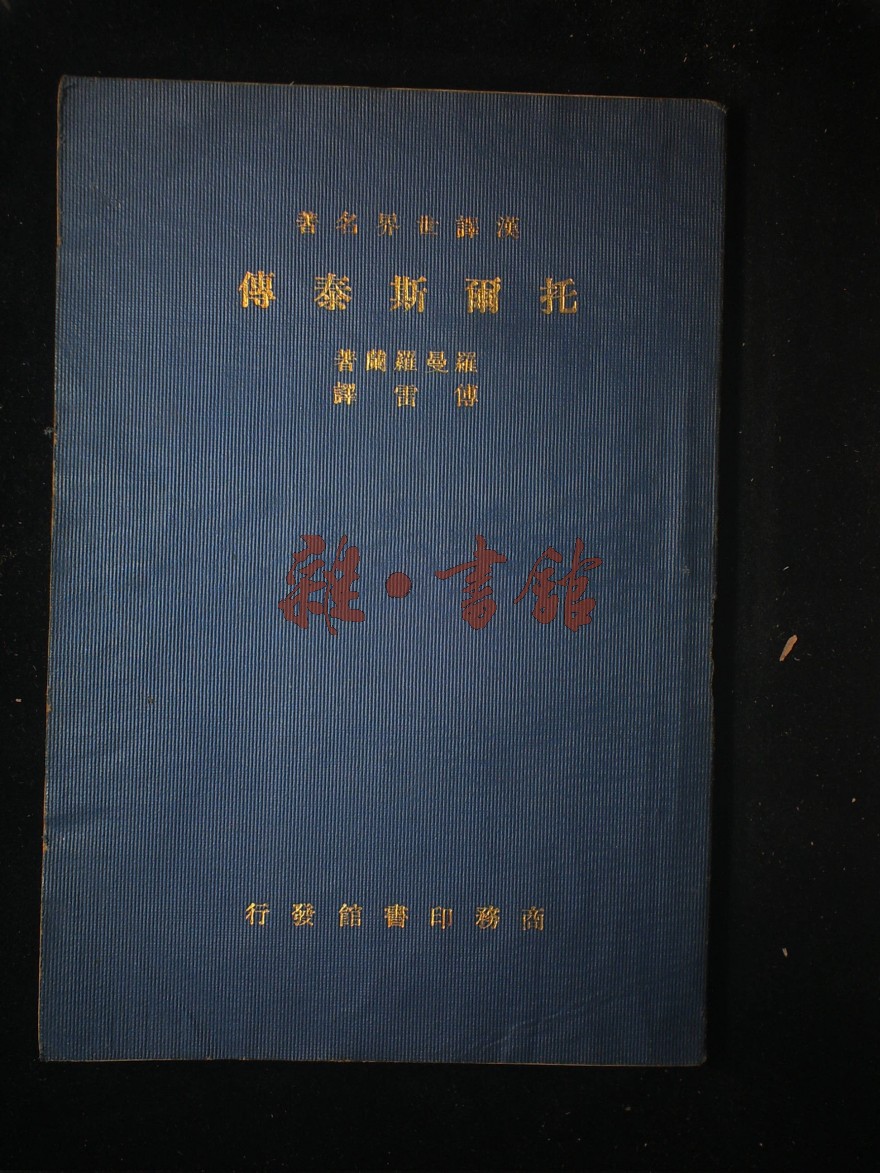 漢譯世界名著
托爾斯泰傳
羅曼羅蘭著
傅雷譯
雜·書館
商務印書館發行